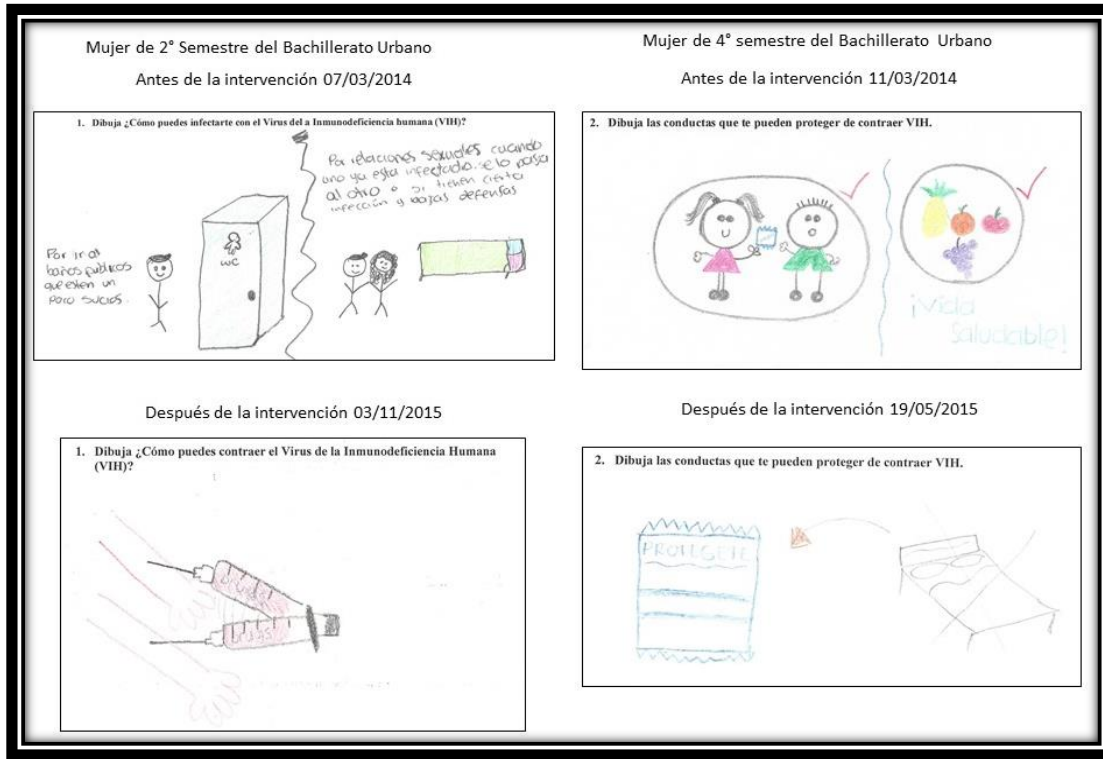 Mujer de 2° Semestre del Bachillerato Urbano
Antes de la intervención 07/03/2014
1. Dibuja ¿Cómo puedes infectarte con el Virus del a Inmunodeficiencia humana (VIH)?
Por ir al
baños publicos
que esten un
poco sucios.
WC
Por relaciones sexuales cuando
uno ya esta infectado se lo pasa
al otro o si tienen cierta
infección y bajas defensas
Mujer de 4° semestre del Bachillerato Urbano
Antes de la intervención 11/03/2014
2. Dibuja las conductas que te pueden proteger de contraer VIH.
¡Vida
Saludable!
Después de la intervención 03/11/2015
1. Dibuja ¿Cómo puedes contraer el Virus de la Inmunodeficiencia Humana
(VIH)?
Después de la intervención 19/05/2015
2. Dibuja las conductas que te pueden proteger de contraer VIH.
PROTEGETE